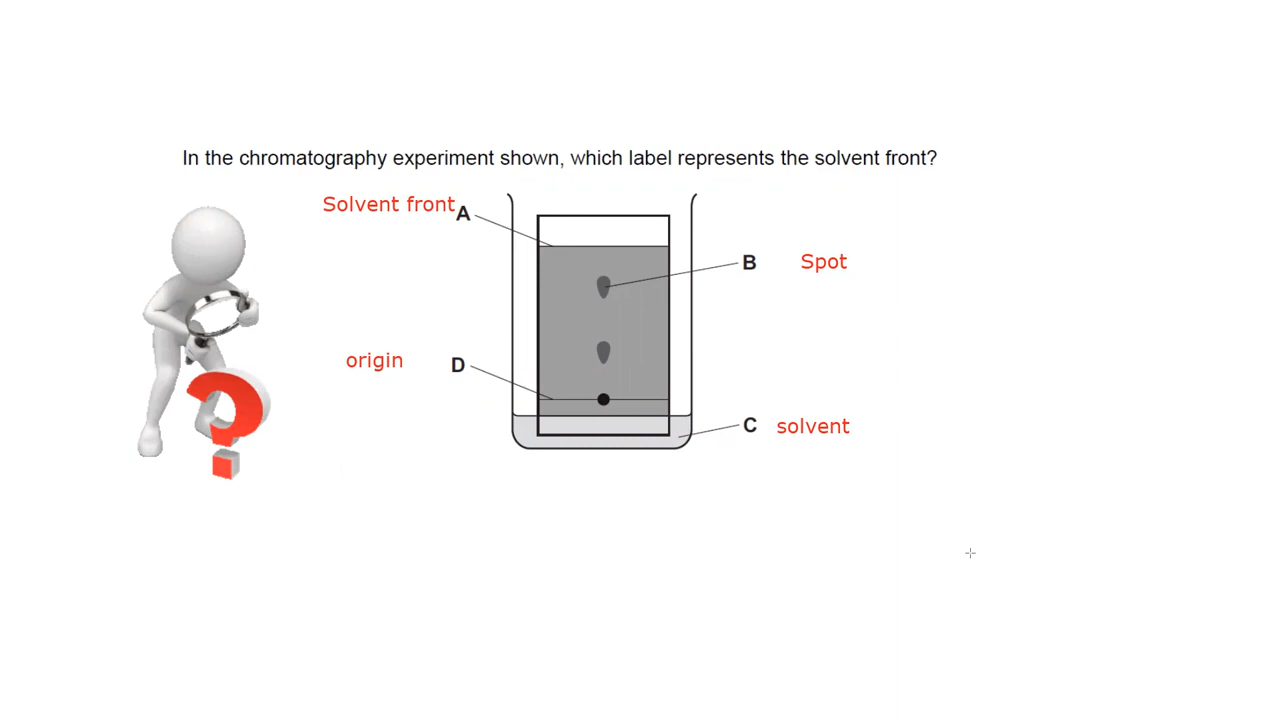 In the chromatography experiment shown, which label represents the solvent front?
Solvent front A
B Spot
origin D
C solvent